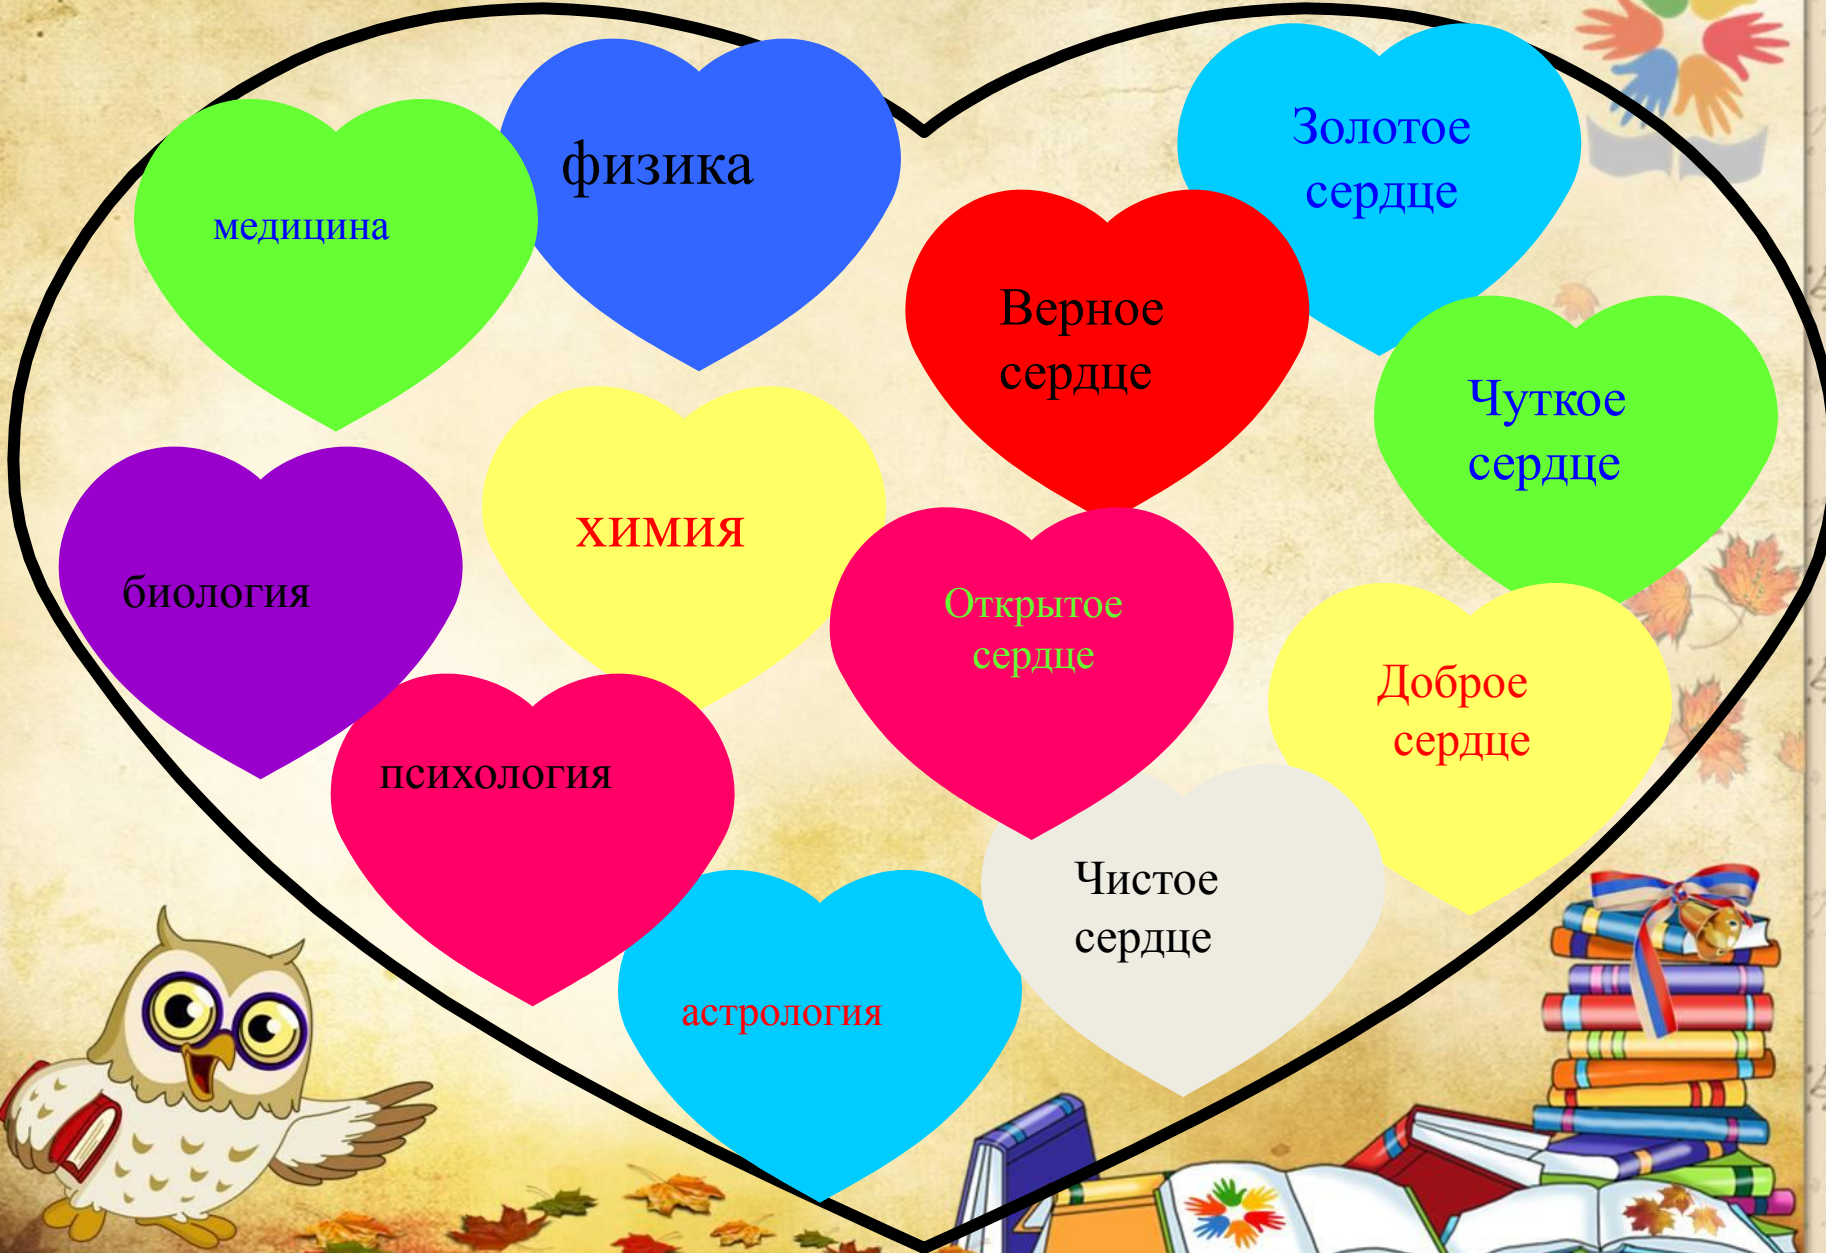 медицина
физика
Золотое
сердце
Верное
сердце
Чуткое
сердце
биология
химия
Открытое
сердце
Доброе
сердце
психология
Чистое
сердце
астрология